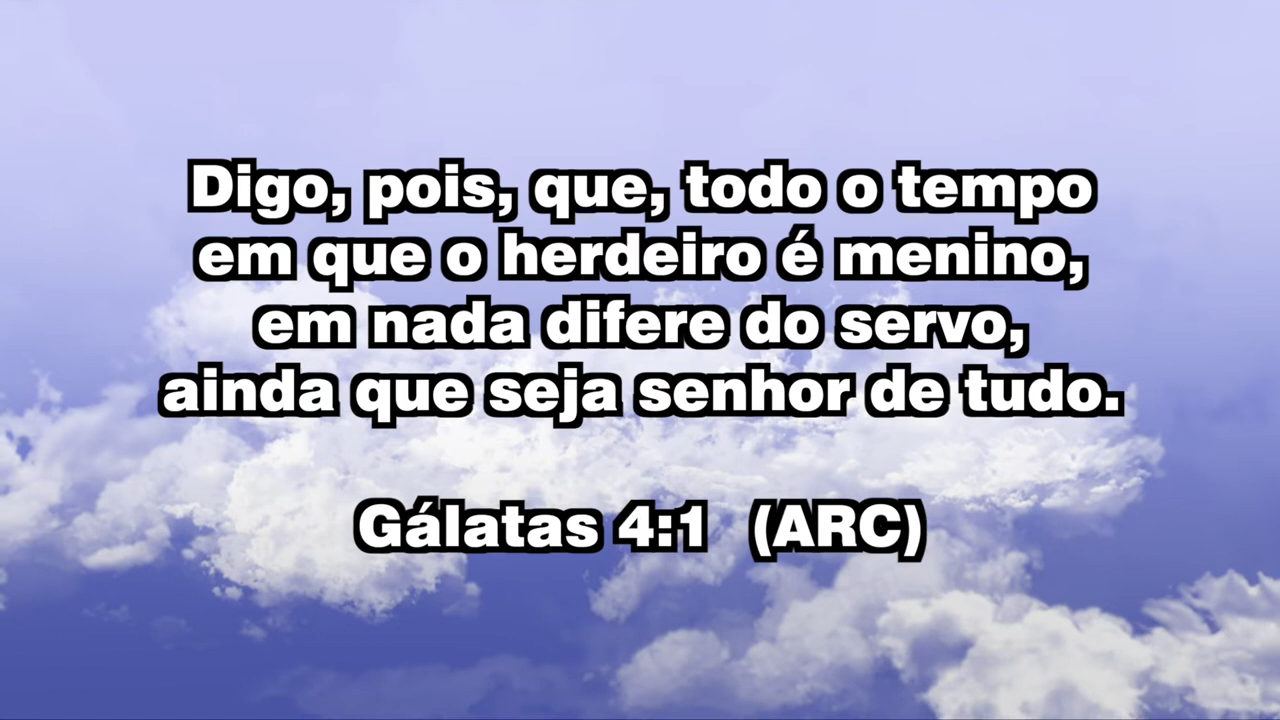 Digo, pois, que, todo o tempo
em que o herdeiro é menino,
em nada difere do servo,
ainda que seja senhor de tudo.
Gálatas 4:1 (ARC)